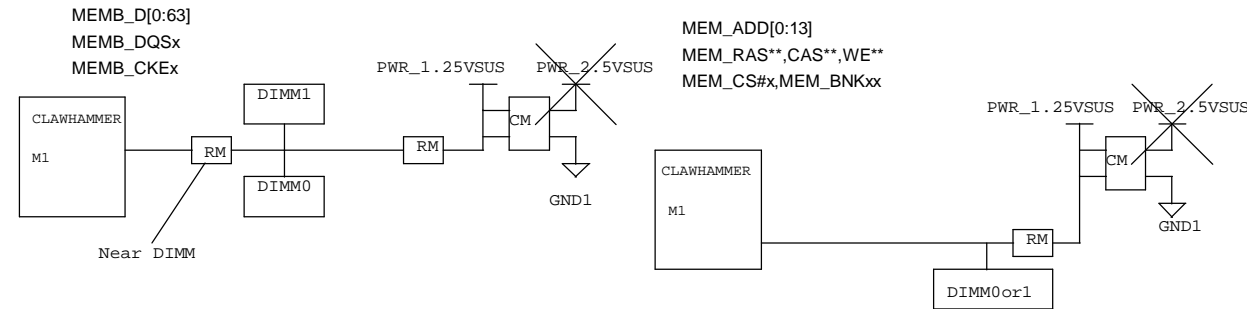 MEMB_D[0:63]
MEMB_DQSx
MEMB_CKEx
PWR_1.25VSUS
PWR_2.5VSUS
DIMM1
CLAWHAMMER
M1
RM
RM
CM
DIMM0
GND1
Near DIMM
MEM_ADD[0:13]
MEM_RAS**,CAS**,WE**
MEM_CS#x,MEM_BNKxx
PWR_1.25VSUS
PWR_2.5VSUS
CLAWHAMMER
M1
CM
GND1
RM
DIMM0or1